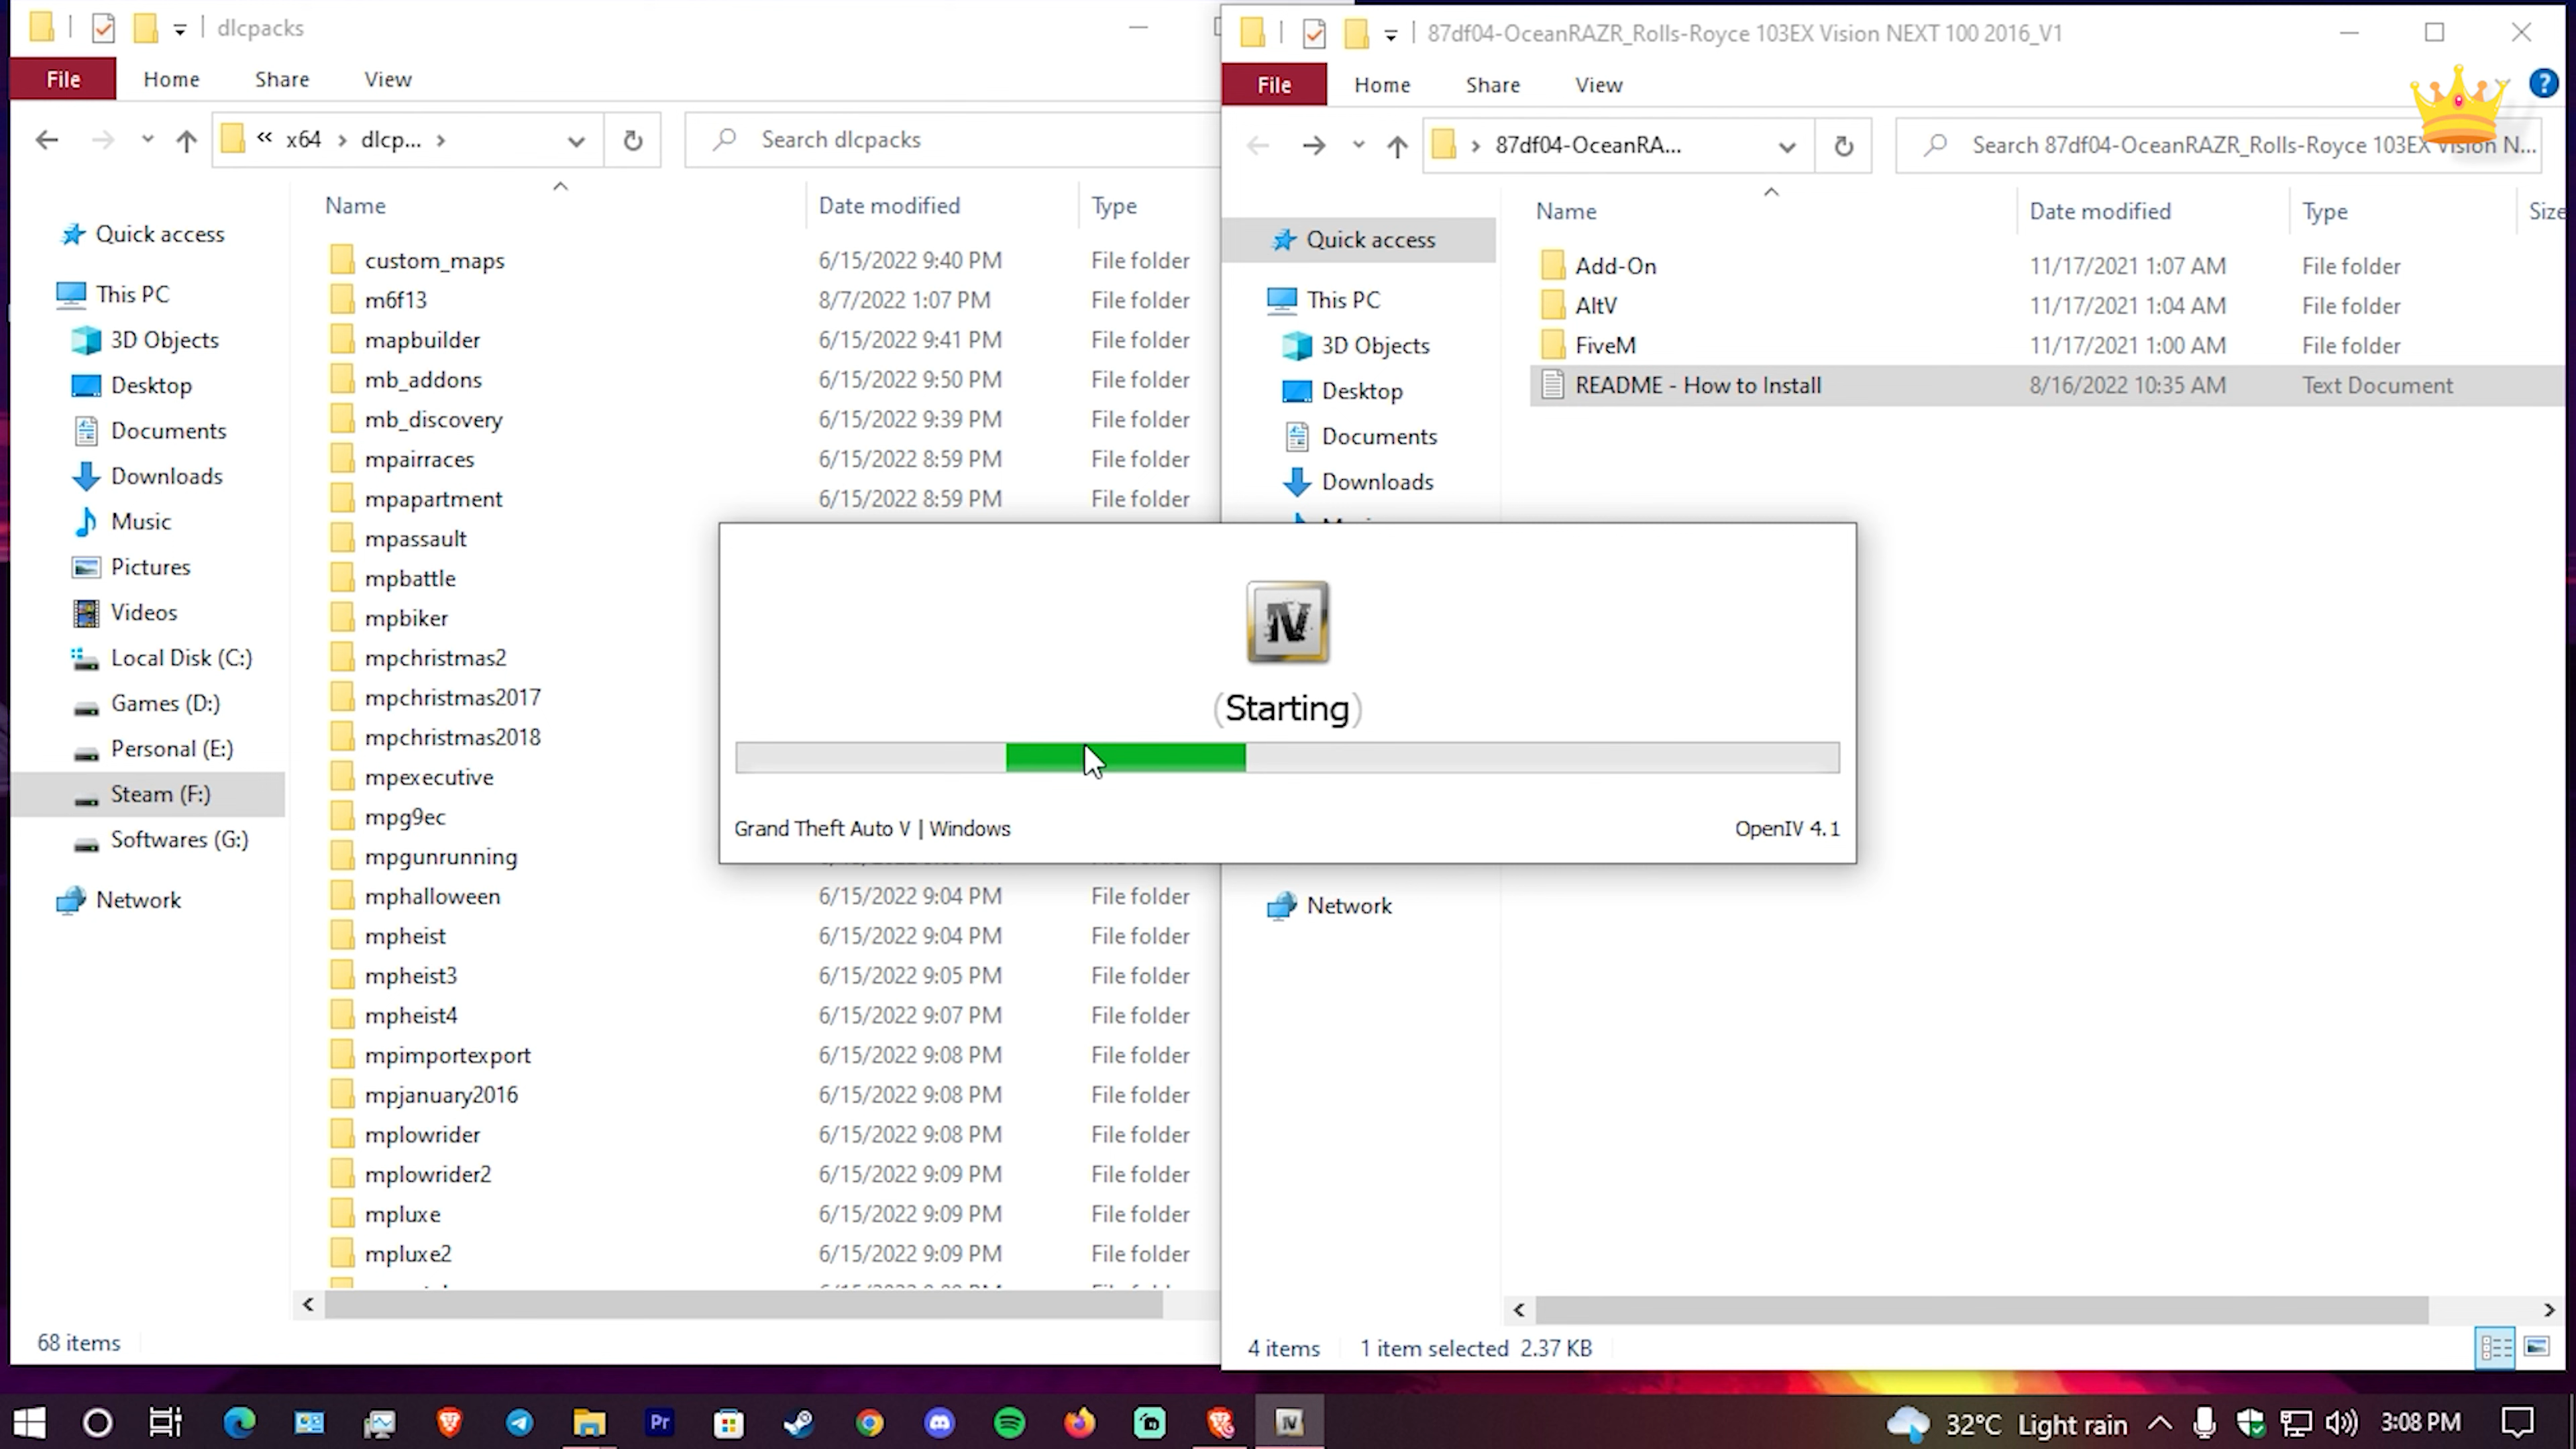 dlcpacks
File Home Share View
x64 dlcp...
Search dlcpacks
Name Date modified Type
Quick access
This PC
3D Objects
Desktop
Documents
Downloads
Music
Pictures
Videos
Local Disk (C:)
Games (D:)
Personal (E:)
Steam (F:)
Softwares (G:)
Network
custom_maps 6/15/2022 9:40 PM File folder
m6f13 8/7/2022 1:07 PM File folder
mapbuilder 6/15/2022 9:41 PM File folder
mb_addons 6/15/2022 9:50 PM File folder
mb_discovery 6/15/2022 9:39 PM File folder
mpairraces 6/15/2022 8:59 PM File folder
mpapartment 6/15/2022 8:59 PM File folder
mpassault
mpbattle
mpbiker
mpchristmas2
mpchristmas2017
mpchristmas2018
mpexecutive
mpg9ec
mpgunrunning
mphalloween 6/15/2022 9:04 PM File folder
mpheist 6/15/2022 9:04 PM File folder
mpheist3 6/15/2022 9:05 PM File folder
mpheist4 6/15/2022 9:07 PM File folder
mpimportexport 6/15/2022 9:08 PM File folder
mpjanuary2016 6/15/2022 9:08 PM File folder
mplowrider 6/15/2022 9:08 PM File folder
mplowrider2 6/15/2022 9:09 PM File folder
mpluxe 6/15/2022 9:09 PM File folder
mpluxe2 6/15/2022 9:09 PM File folder
68 items
87df04-OceanRAZR_Rolls-Royce 103EX Vision NEXT 100 2016_V1
File Home Share View
87df04-OceanRA...
Search 87df04-OceanRAZR_Rolls-Royce 103EX Vision N...
Name Date modified Type Size
Quick access
This PC
3D Objects
Desktop
Documents
Downloads
Network
Add-On 11/17/2021 1:07 AM File folder
AltV 11/17/2021 1:04 AM File folder
FiveM 11/17/2021 1:00 AM File folder
README - How to Install 8/16/2022 10:35 AM Text Document
4 items 1 item selected 2.37 KB
IV
(Starting)
Grand Theft Auto V | Windows
OpenIV 4.1
Pr
IV
32°C Light rain
3:08 PM